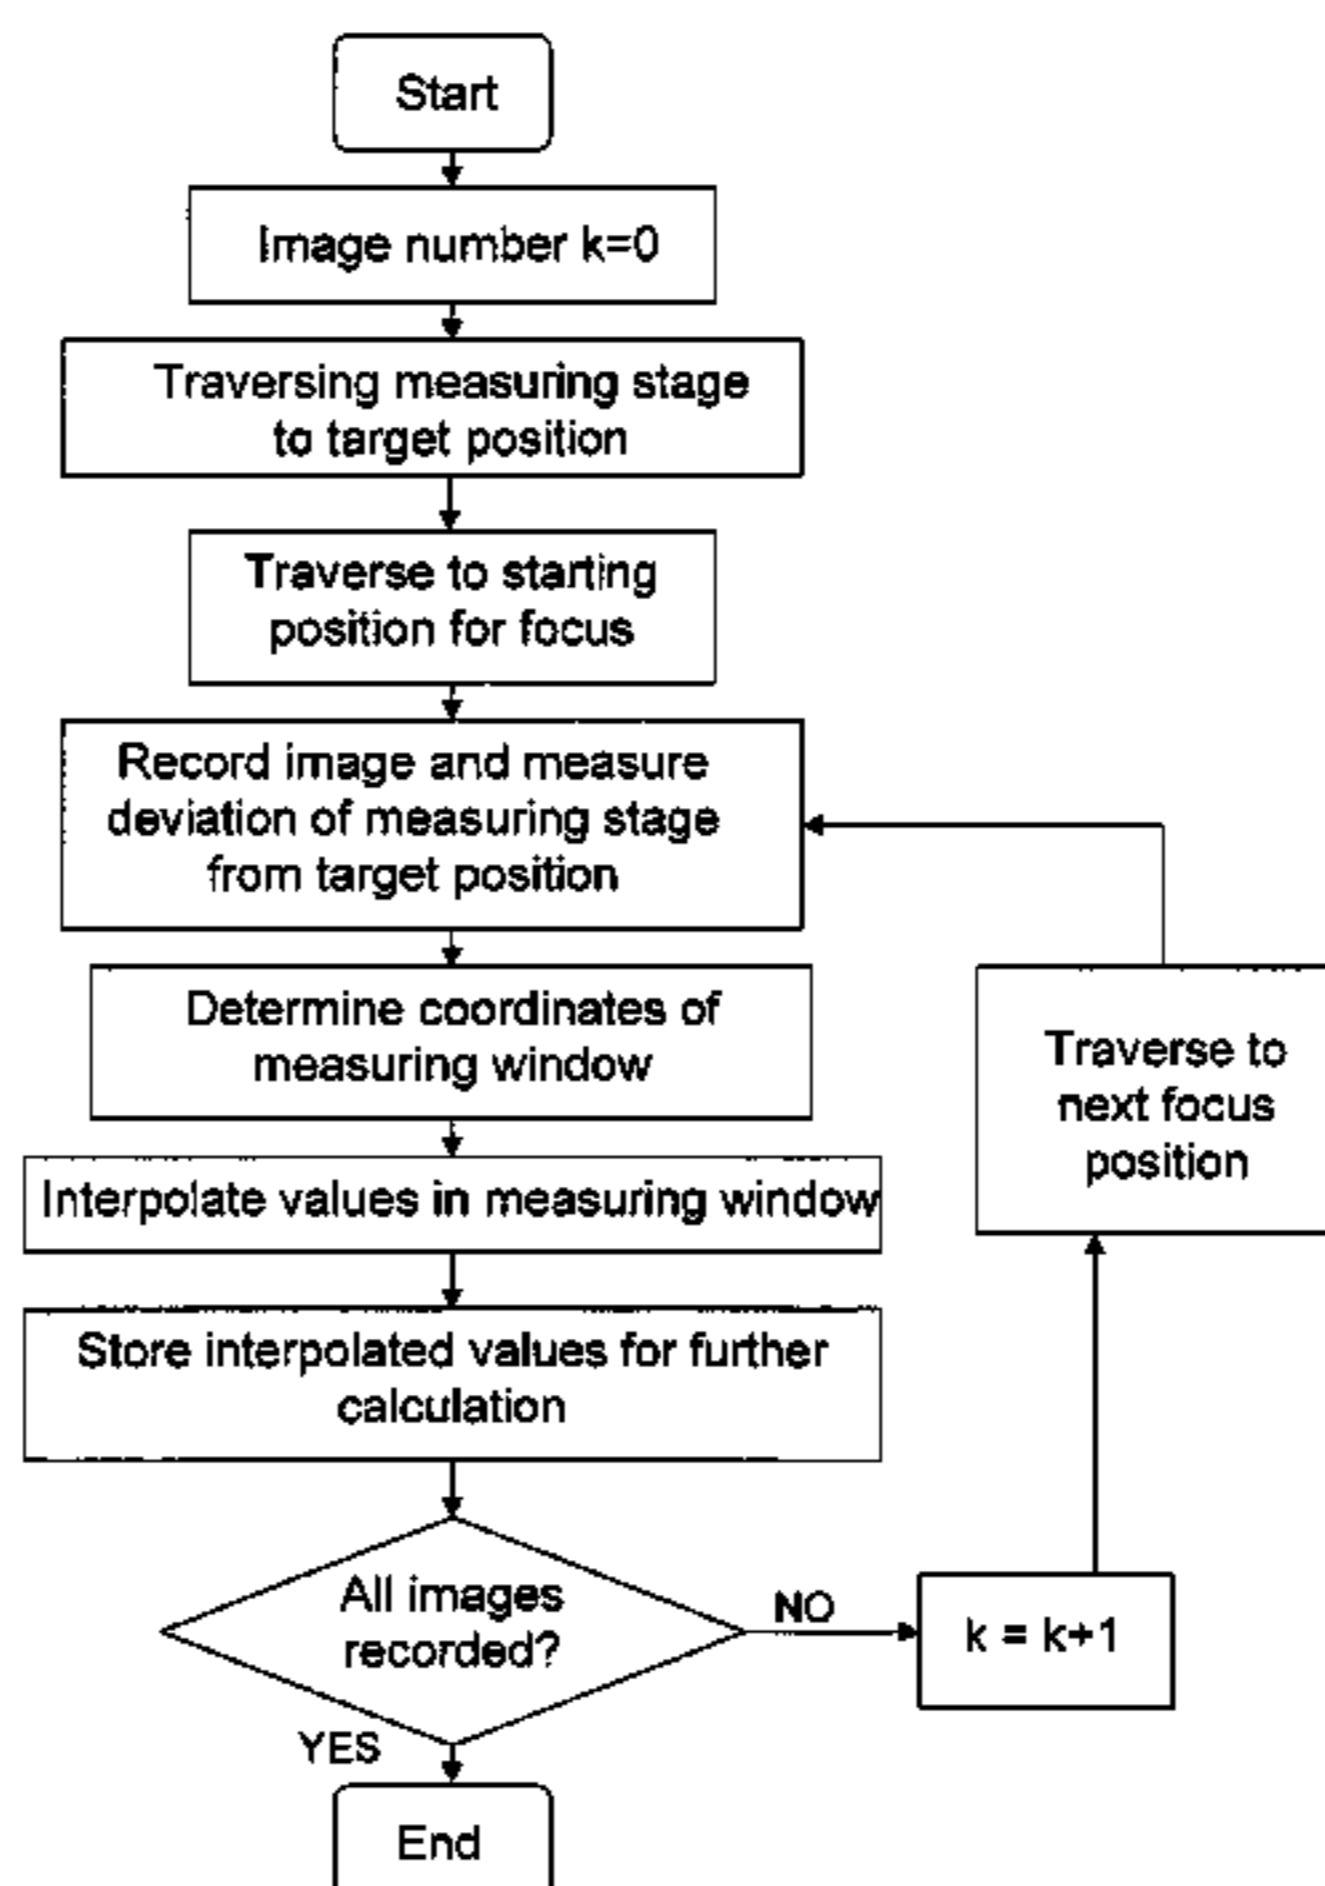 Start
Image number k=0
Traversing measuring stage
to target position
Traverse to starting
position for focus
Record image and measure
deviation of measuring stage
from target position
Determine coordinates of
measuring window
Traverse to
next focus
position
Interpolate values in measuring window
Store interpolated values for further
calculation
All images
recorded?
NO
k = k+1
YES
End